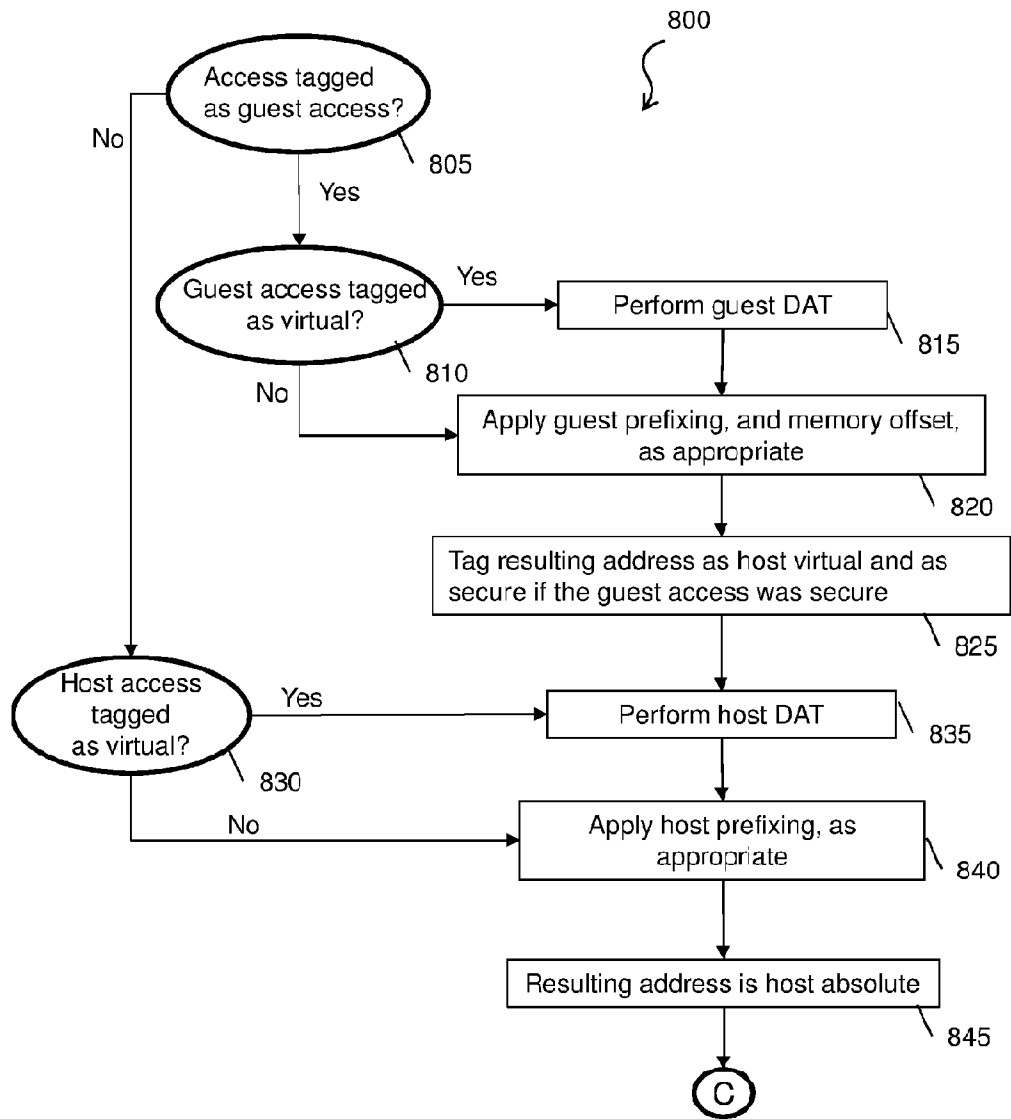 800
Access tagged
as guest access?
805
No
Yes
Guest access tagged
as virtual?
810
Yes
No
Perform guest DAT
815
Apply guest prefixing, and memory offset,
as appropriate
820
Tag resulting address as host virtual and as
secure if the guest access was secure
825
Host access
tagged
as virtual?
830
Yes
No
Perform host DAT
835
Apply host prefixing, as
appropriate
840
Resulting address is host absolute
845
C